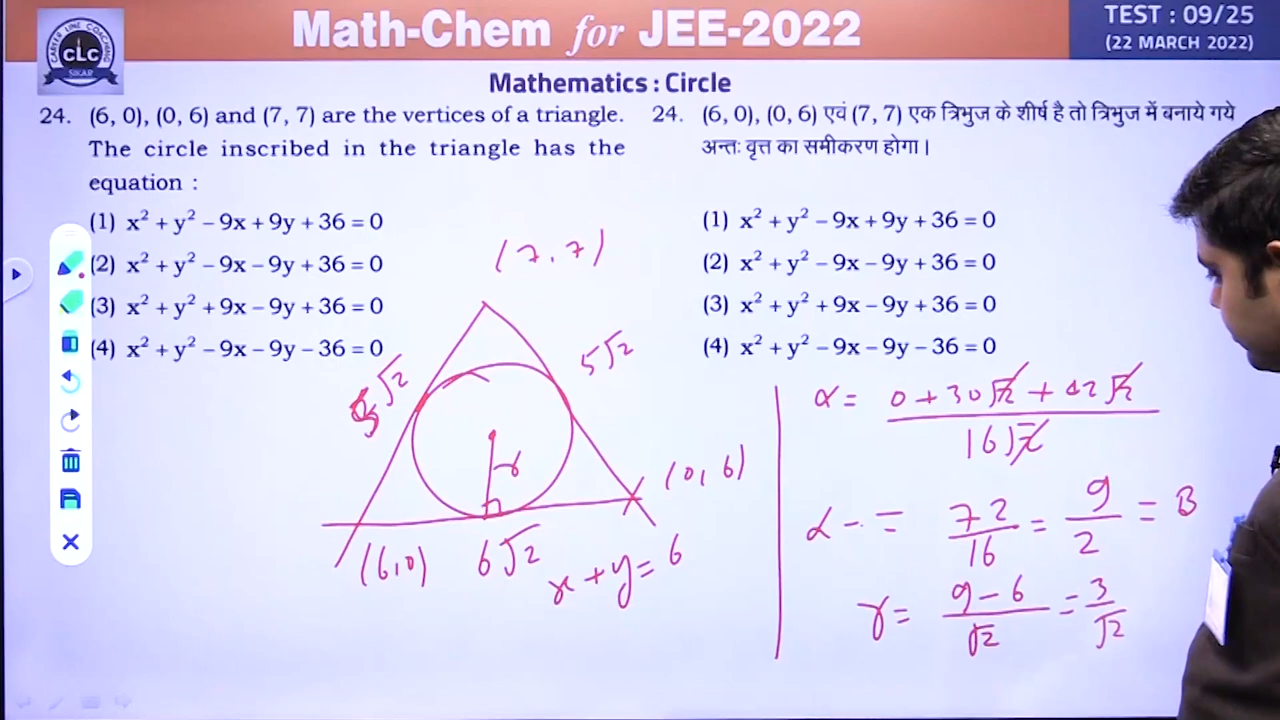 Math-Chem for JEE-2022
TEST : 09/25
(22 MARCH 2022)
CAREER LINE COACHING
CLC
SIKAR
Mathematics : Circle
24. (6, 0), (0, 6) and (7, 7) are the vertices of a triangle.
The circle inscribed in the triangle has the
equation :
(1) x² + y² – 9x + 9y + 36 = 0
(2) x² + y² – 9x – 9y + 36 = 0
(3) x² + y² + 9x – 9y + 36 = 0
(4) x² + y² – 9x – 9y – 36 = 0
24. (6, 0), (0, 6) एवं (7, 7) एक त्रिभुज के शीर्ष है तो त्रिभुज में बनाये गये
अन्तः वृत्त का समीकरण होगा।
(1) x² + y² – 9x + 9y + 36 = 0
(2) x² + y² – 9x – 9y + 36 = 0
(3) x² + y² + 9x – 9y + 36 = 0
(4) x² + y² – 9x – 9y – 36 = 0
(7, 7)
5√2
5√2
r
(0, 6)
(6,0)
6√2
x + y = 6
α = 0 + 30√2 + 42√2 / 16√2
α = 72/16 = 9/2 = B
r = 9 – 6 / √2 = 3/√2